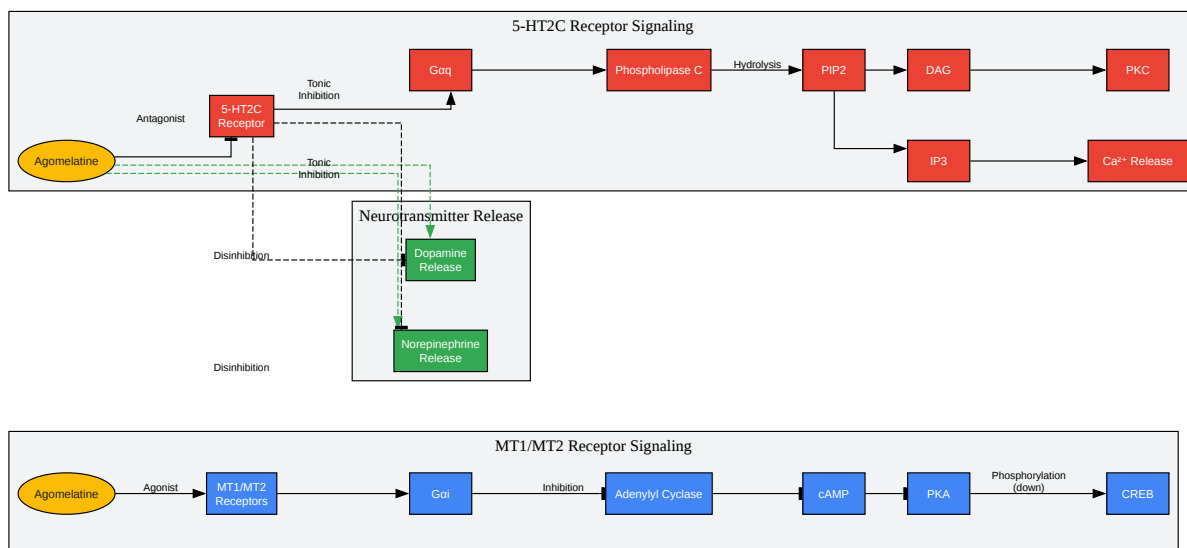 5-HT2C Receptor Signaling
Gαq
Phospholipase C
Hydrolysis
PIP2
DAG
PKC
Tonic
Inhibition
5-HT2C
Receptor
Antagonist
Agomelatine
Tonic
Inhibition
IP3
Ca²⁺ Release
Neurotransmitter Release
Dopamine
Release
Disinhibition
Norepinephrine
Release
Disinhibition
MT1/MT2 Receptor Signaling
Agomelatine
Agonist
MT1/MT2
Receptors
Gαi
Inhibition
Adenylyl Cyclase
cAMP
PKA
Phosphorylation
(down)
CREB